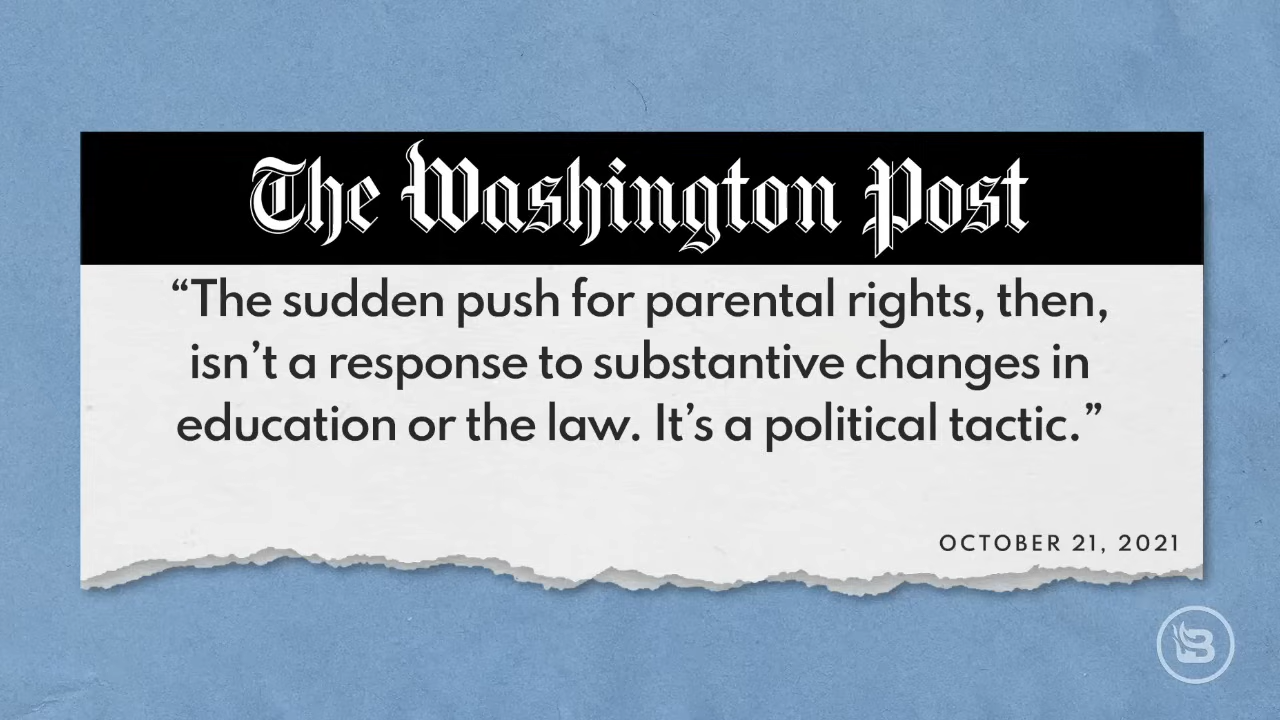 The Washington Post
“The sudden push for parental rights, then,
isn’t a response to substantive changes in
education or the law. It’s a political tactic.”
OCTOBER 21, 2021
B